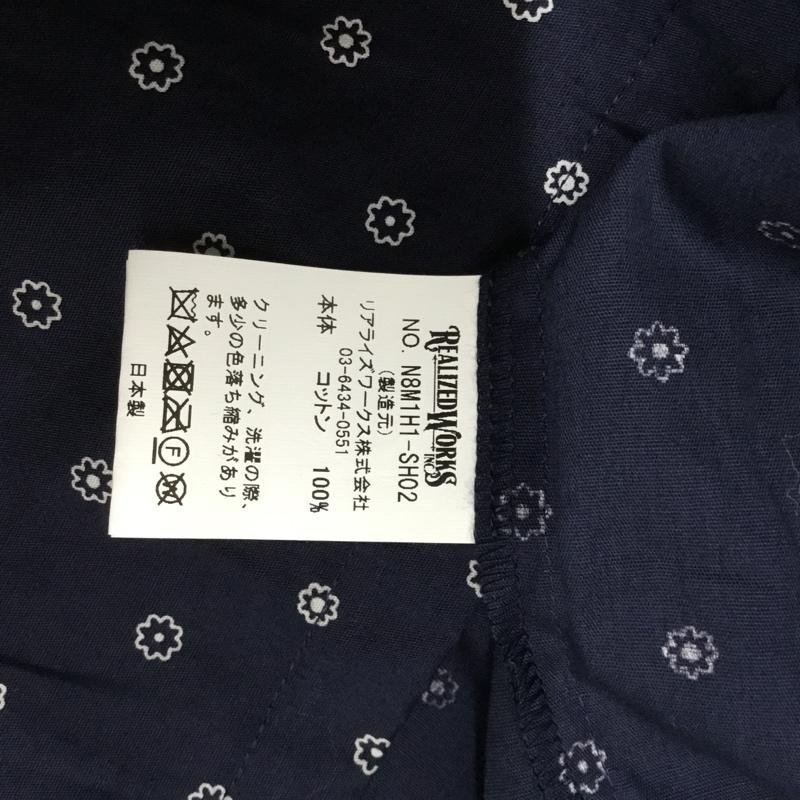 REALIZED WORKS
INC.
NO. N8M1H1-SH02
(製造元)
リアライズワークス株式会社
03-6434-0551
本体 コットン 100%
クリーニング、洗濯の際、
多少の色落ち縮みがあり
ます。
F
日本製